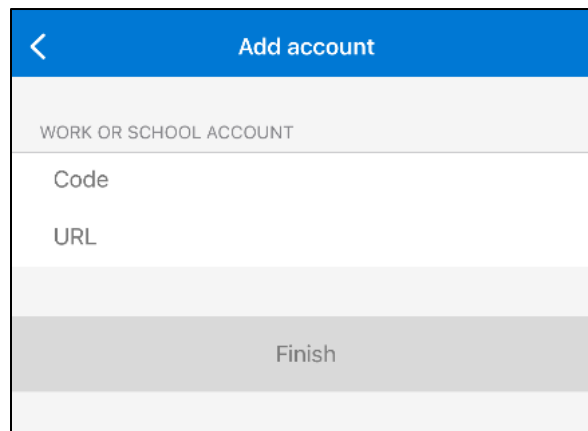 Add account
WORK OR SCHOOL ACCOUNT
Code
URL
Finish